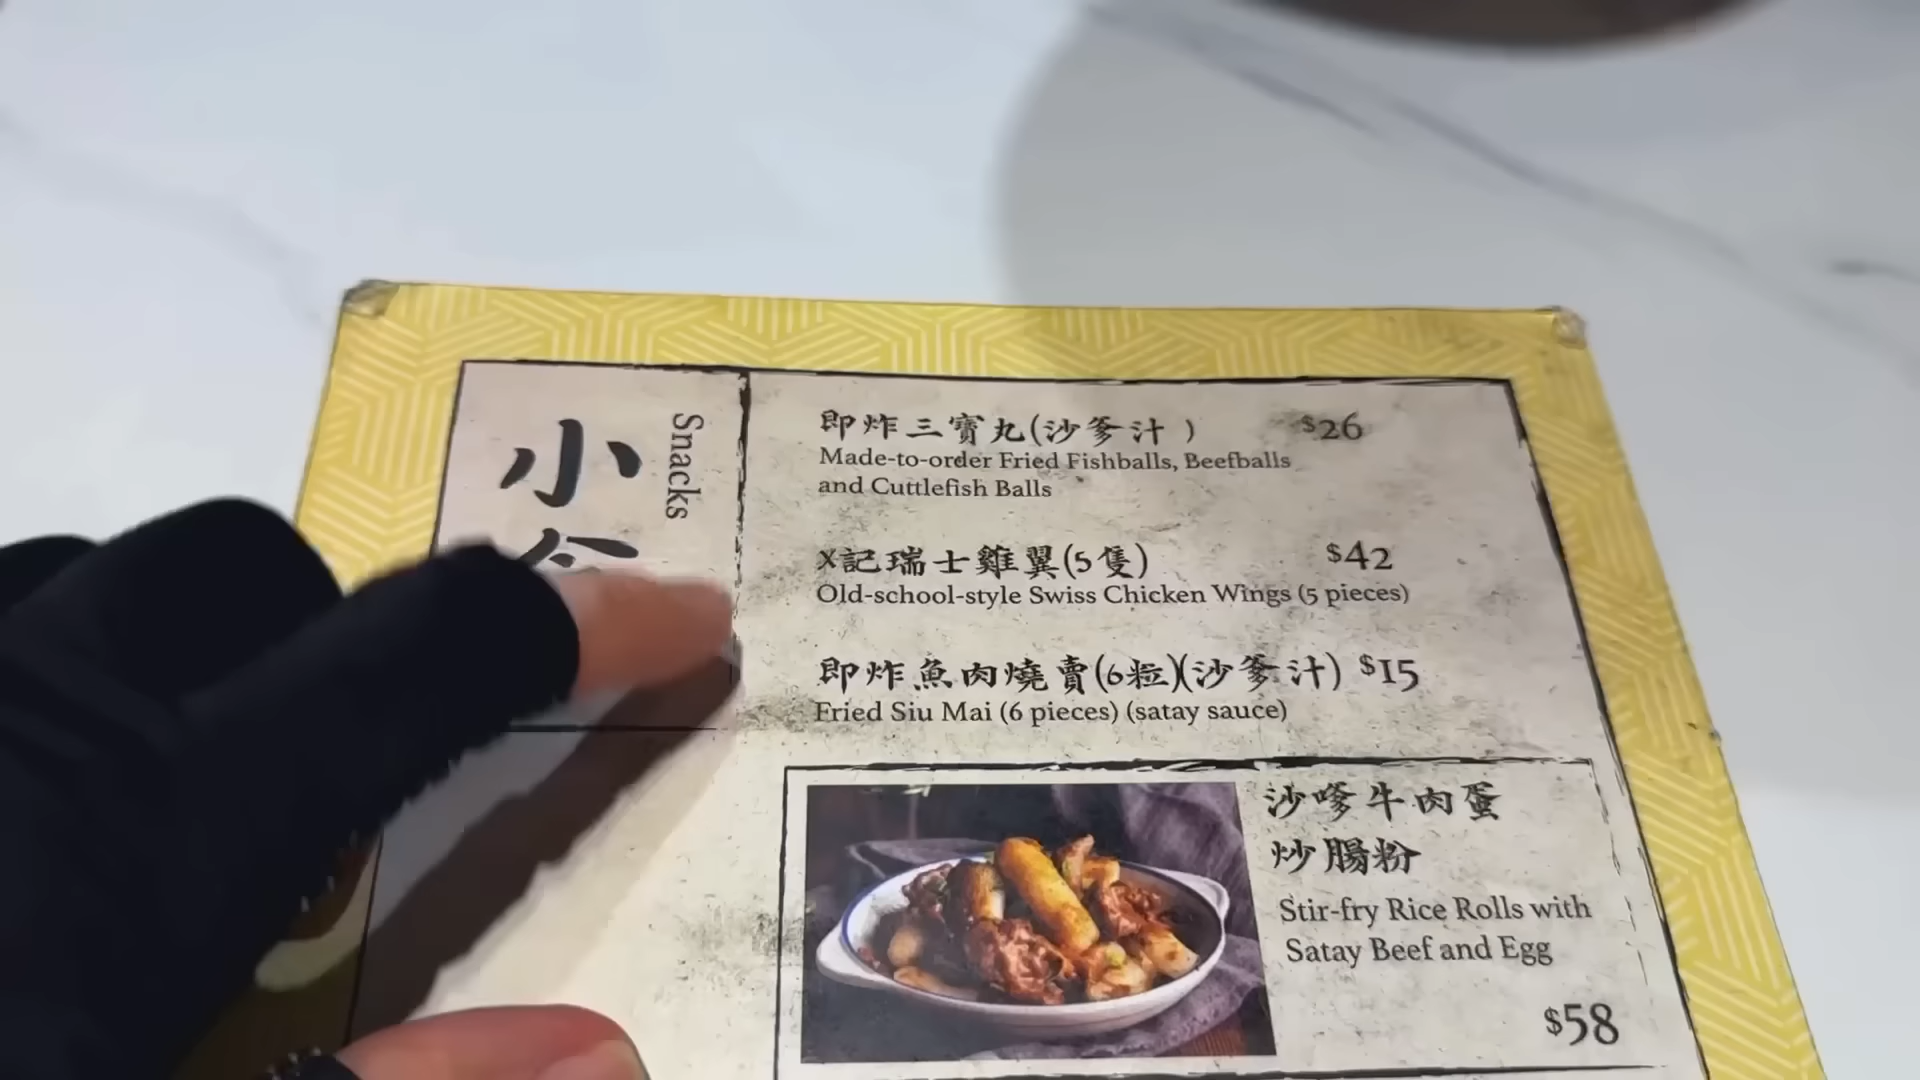 小
Snacks
即炸三寶丸(沙爹汁)
$26
Made-to-order Fried Fishballs, Beefballs
and Cuttlefish Balls
X記瑞士雞翼(5隻)
$42
Old-school-style Swiss Chicken Wings (5 pieces)
即炸魚肉燒賣(6粒)(沙爹汁)
$15
Fried Siu Mai (6 pieces) (satay sauce)
沙嗲牛肉蛋
炒腸粉
Stir-fry Rice Rolls with
Satay Beef and Egg
$58